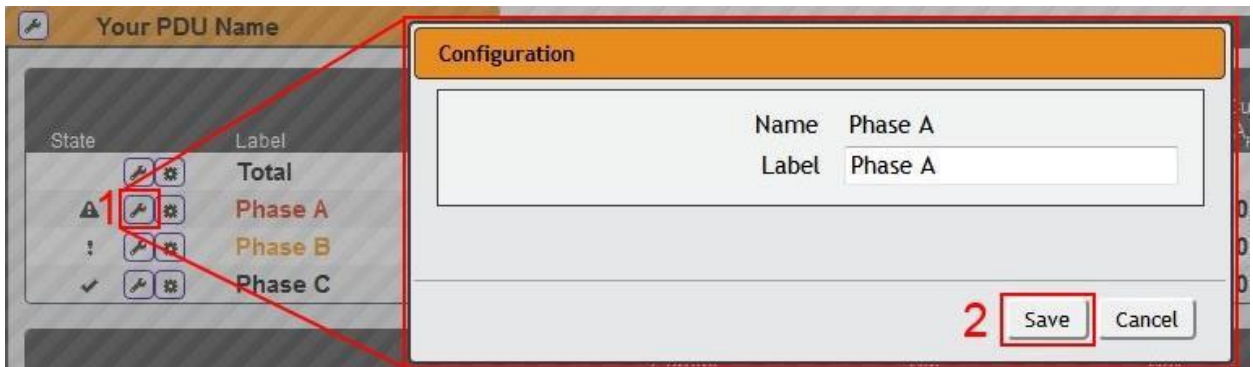 Your PDU Name
Configuration
Name Phase A
Label Phase A
State Label
Total
1 Phase A
Phase B
Phase C
2 Save Cancel